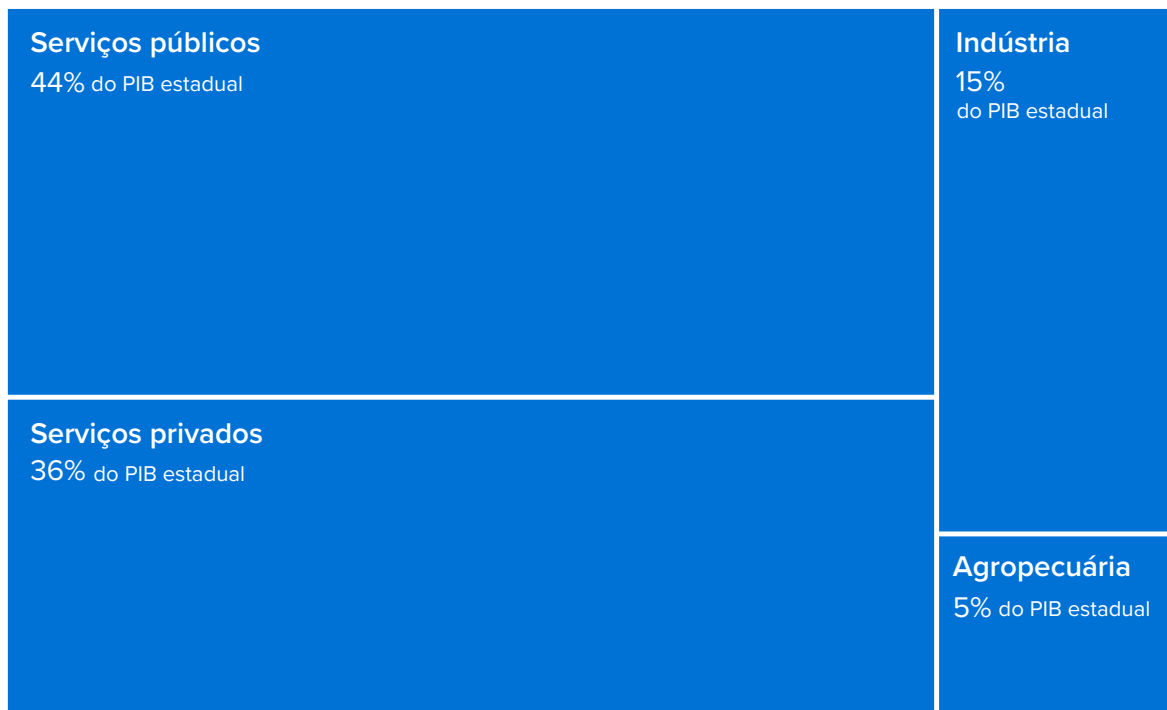 Serviços públicos
44% do PIB estadual
Indústria
15%
do PIB estadual
Serviços privados
36% do PIB estadual
Agropecuária
5% do PIB estadual